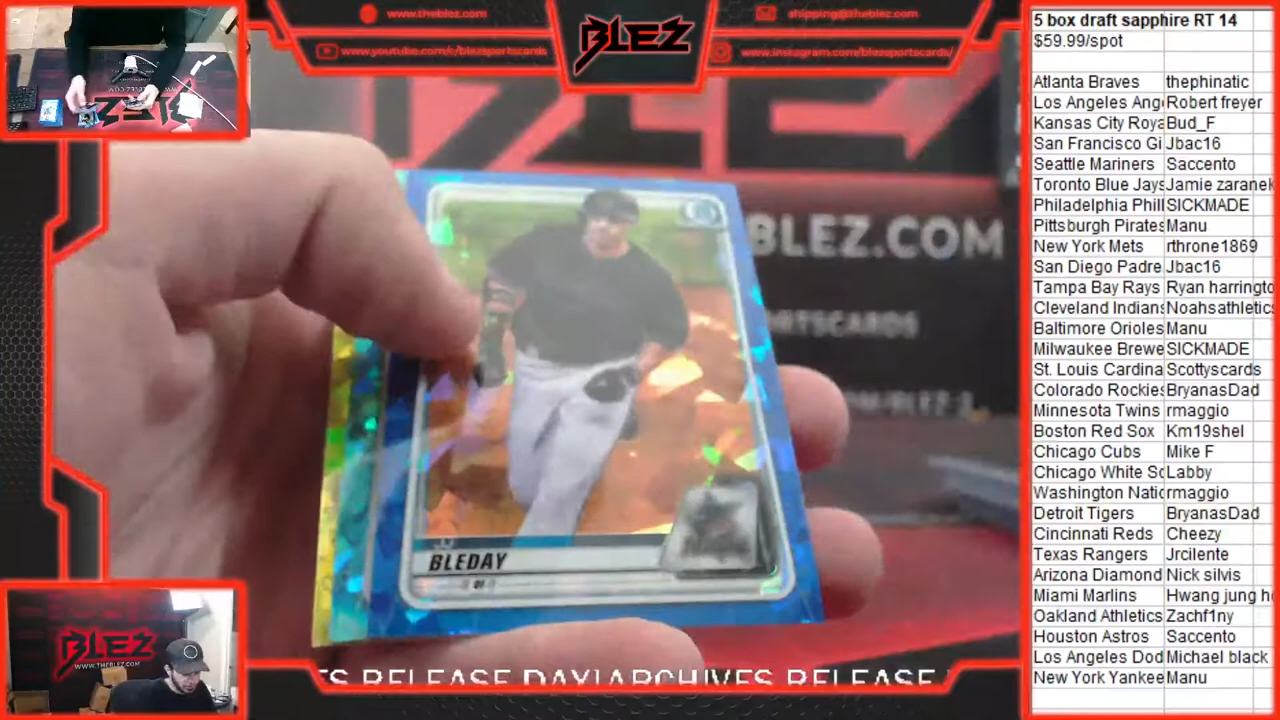 www.theblez.com
shipping@theblez.com
www.youtube.com/c/blezsportscards
www.instagram.com/blezsportscards/
BLEZ
BLEZ.COM
ORTSCARDS
BLEDAY
OF
BLEZ
WWW.THEBLEZ.COM
TS RELEASE DAY! ARCHIVES RELEASE
5 box draft sapphire RT 14
$59.99/spot
Atlanta Braves thephinatic
Los Angeles Ang Robert freyer
Kansas City Roya Bud_F
San Francisco Gi Jbac16
Seattle Mariners Saccento
Toronto Blue Jays Jamie zaranek
Philadelphia Phill SICKMADE
Pittsburgh Pirates Manu
New York Mets rthrone1869
San Diego Padre Jbac16
Tampa Bay Rays Ryan harringto
Cleveland Indians Noahsathletics
Baltimore Orioles Manu
Milwaukee Brewe SICKMADE
St. Louis Cardina Scottyscards
Colorado Rockies BryanasDad
Minnesota Twins rmaggio
Boston Red Sox Km19shel
Chicago Cubs Mike F
Chicago White So Labby
Washington Natio rmaggio
Detroit Tigers BryanasDad
Cincinnati Reds Cheezy
Texas Rangers Jrcilente
Arizona Diamond Nick silvis
Miami Marlins Hwang jung h
Oakland Athletics Zachf1ny
Houston Astros Saccento
Los Angeles Dod Michael black
New York Yankee Manu